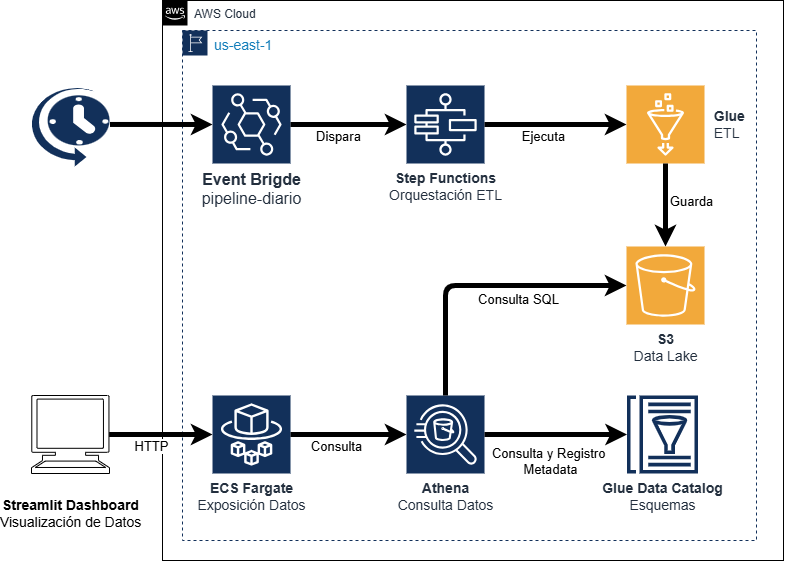 aws
AWS Cloud
us-east-1
Dispara
Ejecuta
Glue
ETL
Event Brigde
pipeline-diario
Step Functions
Orquestación ETL
Guarda
Consulta SQL
S3
Data Lake
HTTP
Consulta
Consulta y Registro
Metadata
Streamlit Dashboard
Visualización de Datos
ECS Fargate
Exposición Datos
Athena
Consulta Datos
Glue Data Catalog
Esquemas